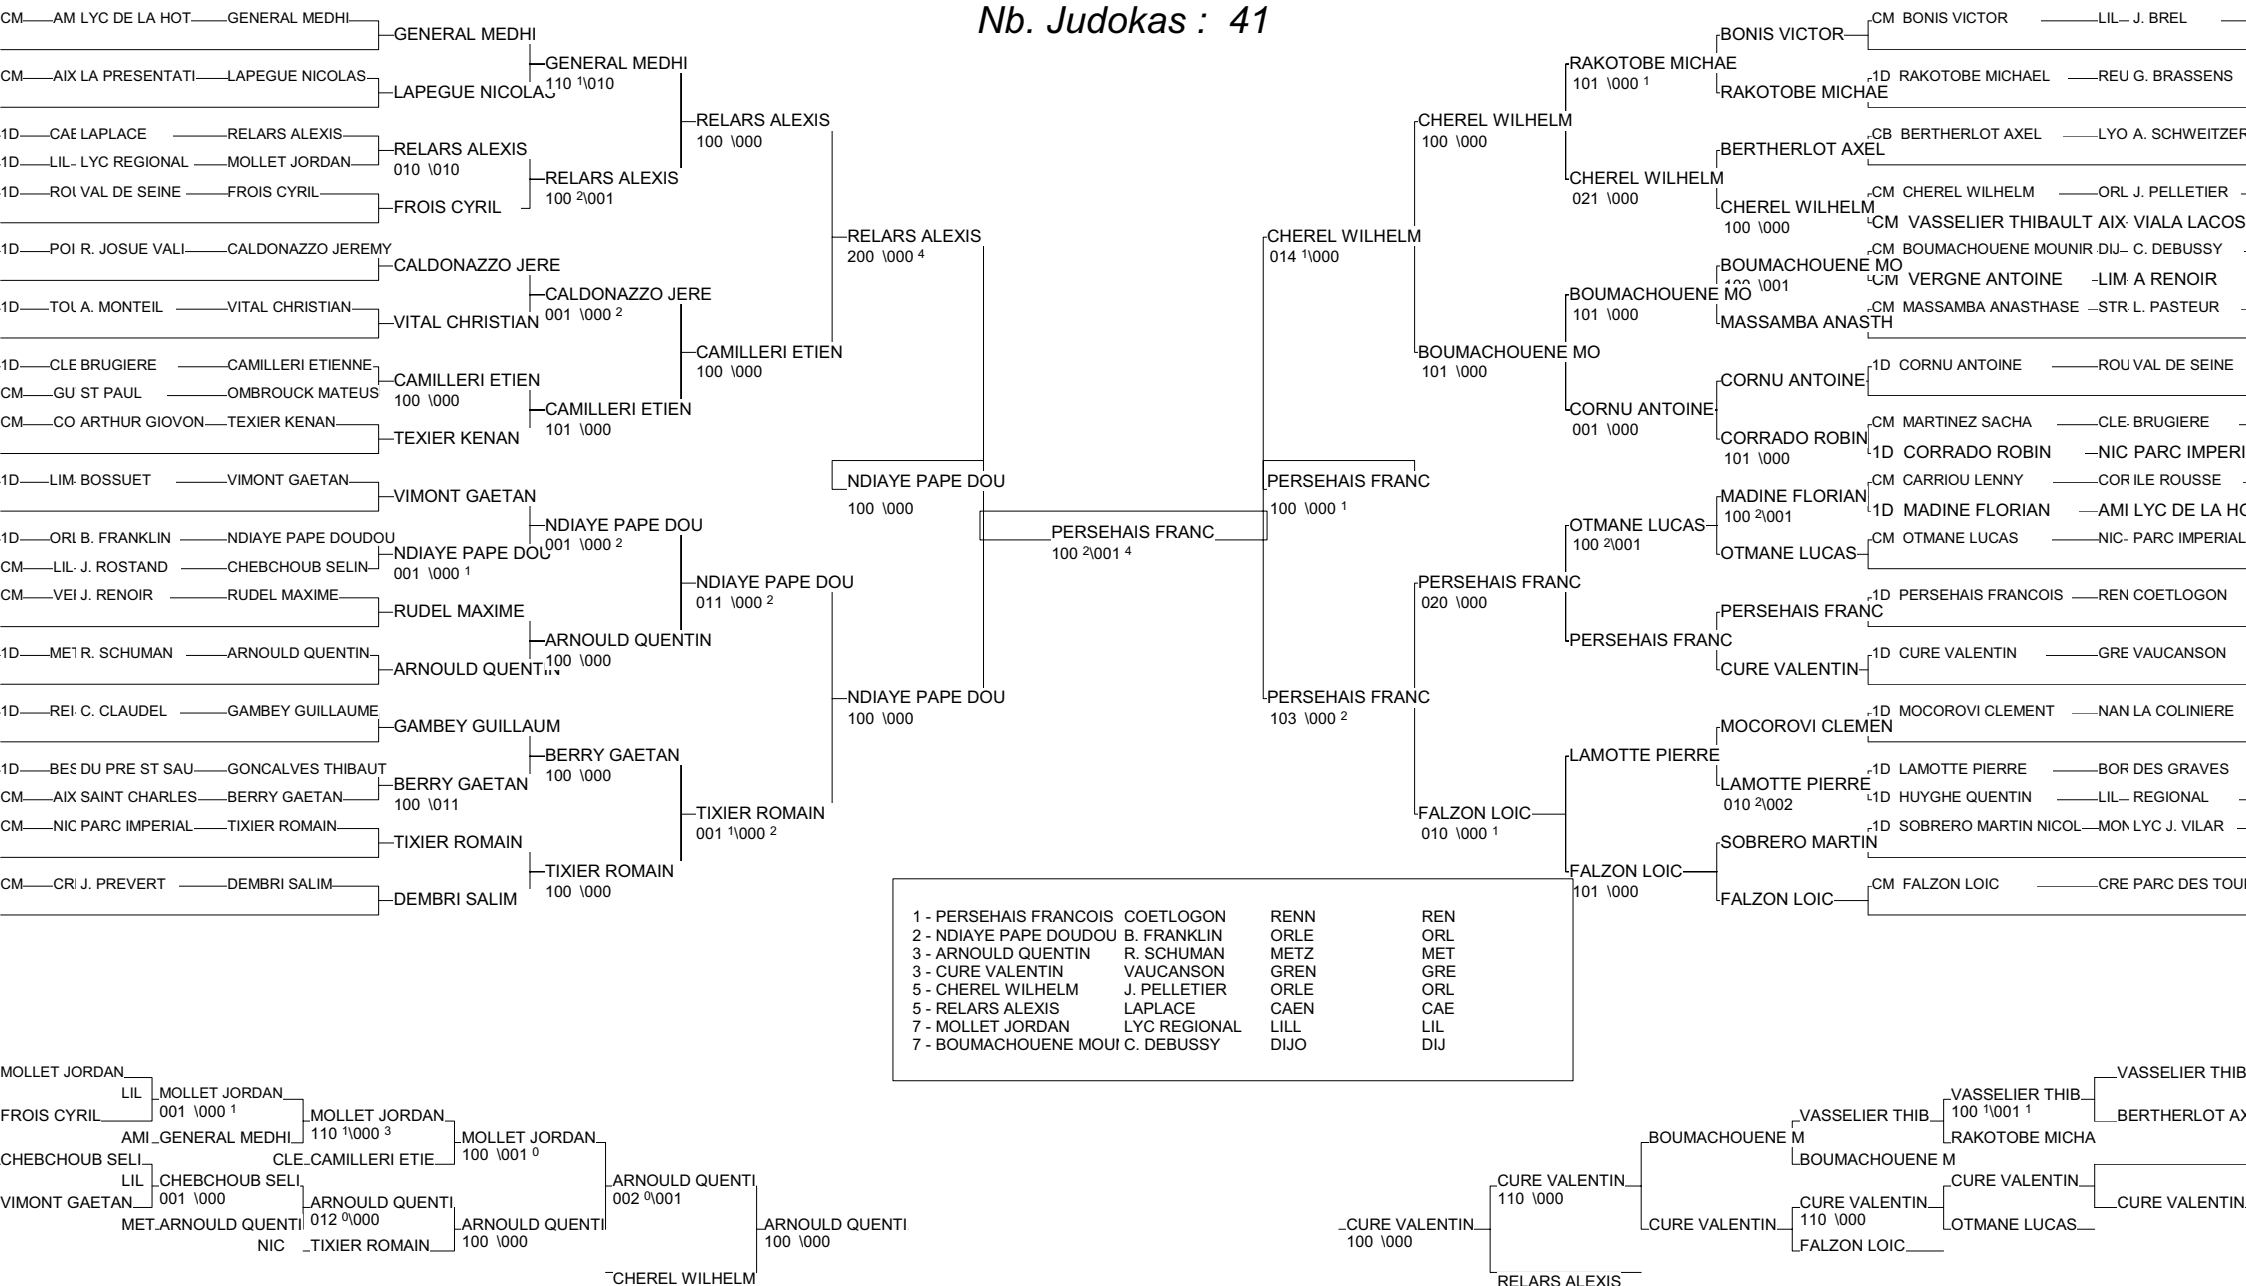 Nb. Judokas : 41
CM AM LYC DE LA HOT GENERAL MEDHI
CM AIX LA PRESENTATI LAPEGUE NICOLAS
1D CAE LAPLACE RELARS ALEXIS
1D LIL LYC REGIONAL MOLLET JORDAN
1D ROU VAL DE SEINE FROIS CYRIL
1D POI R. JOSUE VALI CALDONAZZO JEREMY
1D TOU A. MONTEIL VITAL CHRISTIAN
1D CLE BRUGIERE CAMILLERI ETIENNE
CM GU ST PAUL OMBROUCK MATEUS
CM CO ARTHUR GIOVON TEXIER KENAN
1D LIM BOSSUET VIMONT GAETAN
1D ORL B. FRANKLIN NDIAYE PAPE DOUDOU
CM LIL J. ROSTAND CHEBCHOUB SELIN
CM VEI J. RENOIR RUDEL MAXIME
1D MET R. SCHUMAN ARNOULD QUENTIN
1D REI C. CLAUDEL GAMBEY GUILLAUME
1D BES DU PRE ST SAU GONCALVES THIBAUT
CM AIX SAINT CHARLES BERRY GAETAN
CM NIC PARC IMPERIAL TIXIER ROMAIN
CM CRI J. PREVERT DEMBRI SALIM
GENERAL MEDHI
LAPEGUE NICOLAS
RELARS ALEXIS
010 \010
FROIS CYRIL
CALDONAZZO JERE
VITAL CHRISTIAN
CAMILLERI ETIEN
100 \000
TEXIER KENAN
VIMONT GAETAN
NDIAYE PAPE DOU
001 \000 1
RUDEL MAXIME
ARNOULD QUENTIN
GAMBEY GUILLAUM
BERRY GAETAN
100 \011
TIXIER ROMAIN
DEMBRI SALIM
GENERAL MEDHI
110 1\010
RELARS ALEXIS
100 2\001
CALDONAZZO JERE
001 \000 2
CAMILLERI ETIEN
101 \000
NDIAYE PAPE DOU
001 \000 2
ARNOULD QUENTIN
100 \000
BERRY GAETAN
100 \000
TIXIER ROMAIN
100 \000
RELARS ALEXIS
100 \000
CAMILLERI ETIEN
100 \000
NDIAYE PAPE DOU
011 \000 2
TIXIER ROMAIN
001 1\000 2
RELARS ALEXIS
200 \000 4
NDIAYE PAPE DOU
100 \000
NDIAYE PAPE DOU
100 \000
PERSEHAIS FRANC
100 2\001 4
CHEREL WILHELM
014 1\000
PERSEHAIS FRANC
100 \000 1
PERSEHAIS FRANC
103 \000 2
CHEREL WILHELM
100 \000
BOUMACHOUENE MO
101 \000
PERSEHAIS FRANC
020 \000
FALZON LOIC
010 \000 1
RAKOTOBE MICHAE
101 \000 1
CHEREL WILHELM
021 \000
BOUMACHOUENE MO
101 \000
CORNU ANTOINE
001 \000
OTMANE LUCAS
100 2\001
PERSEHAIS FRANC
LAMOTTE PIERRE
FALZON LOIC
101 \000
BONIS VICTOR
RAKOTOBE MICHAE
BERTHERLOT AXEL
CHEREL WILHELM
100 \000
BOUMACHOUENE MO
100 \001
MASSAMBA ANASTH
CORNU ANTOINE
CORRADO ROBIN
101 \000
MADINE FLORIAN
100 2\001
OTMANE LUCAS
PERSEHAIS FRANC
CURE VALENTIN
MOCOROVI CLEMEN
LAMOTTE PIERRE
010 2\002
SOBRERO MARTIN
FALZON LOIC
CM BONIS VICTOR LIL J. BREL
1D RAKOTOBE MICHAEL REU G. BRASSENS
CB BERTHERLOT AXEL LYO A. SCHWEITZER
CM CHEREL WILHELM ORL J. PELLETIER
CM VASSELIER THIBAULT AIX VIALA LACOS
CM BOUMACHOUENE MOUNIR DIJ C. DEBUSSY
CM VERGNE ANTOINE LIM A RENOIR
CM MASSAMBA ANASTHASE STR L. PASTEUR
1D CORNU ANTOINE ROU VAL DE SEINE
CM MARTINEZ SACHA CLE BRUGIERE
1D CORRADO ROBIN NIC PARC IMPERI
CM CARRIOU LENNY COR ILE ROUSSE
1D MADINE FLORIAN AMI LYC DE LA HO
CM OTMANE LUCAS NIC PARC IMPERIAL
1D PERSEHAIS FRANCOIS REN COETLOGON
1D CURE VALENTIN GRE VAUCANSON
1D MOCOROVI CLEMENT NAN LA COLINIERE
1D LAMOTTE PIERRE BOR DES GRAVES
1D HUYGHE QUENTIN LIL REGIONAL
1D SOBRERO MARTIN NICOL MON LYC J. VILAR
CM FALZON LOIC CRE PARC DES TOU
1 - PERSEHAIS FRANCOIS COETLOGON RENN REN
2 - NDIAYE PAPE DOUDOU B. FRANKLIN ORLE ORL
3 - ARNOULD QUENTIN R. SCHUMAN METZ MET
3 - CURE VALENTIN VAUCANSON GREN GRE
5 - CHEREL WILHELM J. PELLETIER ORLE ORL
5 - RELARS ALEXIS LAPLACE CAEN CAE
7 - MOLLET JORDAN LYC REGIONAL LILL LIL
7 - BOUMACHOUENE MOUI C. DEBUSSY DIJO DIJ
MOLLET JORDAN
FROIS CYRIL
CHEBCHOUB SELI
VIMONT GAETAN
LIL MOLLET JORDAN
001 \000 1
AMI GENERAL MEDHI
LIL CHEBCHOUB SELI
001 \000
MET ARNOULD QUENTI
MOLLET JORDAN
110 1\000 3
CLE CAMILLERI ETIE
ARNOULD QUENTI
012 0\000
NIC TIXIER ROMAIN
MOLLET JORDAN
100 \001 0
ARNOULD QUENTI
100 \000
ARNOULD QUENTI
002 0\001
CHEREL WILHELM
ARNOULD QUENTI
100 \000
CURE VALENTIN
100 \000
CURE VALENTIN
110 \000
RELARS ALEXIS
BOUMACHOUENE M
CURE VALENTIN
VASSELIER THIB
BOUMACHOUENE M
CURE VALENTIN
110 \000
FALZON LOIC
VASSELIER THIB
100 1\001 1
RAKOTOBE MICHA
CURE VALENTIN
OTMANE LUCAS
VASSELIER THIB
BERTHERLOT AX
CURE VALENTIN